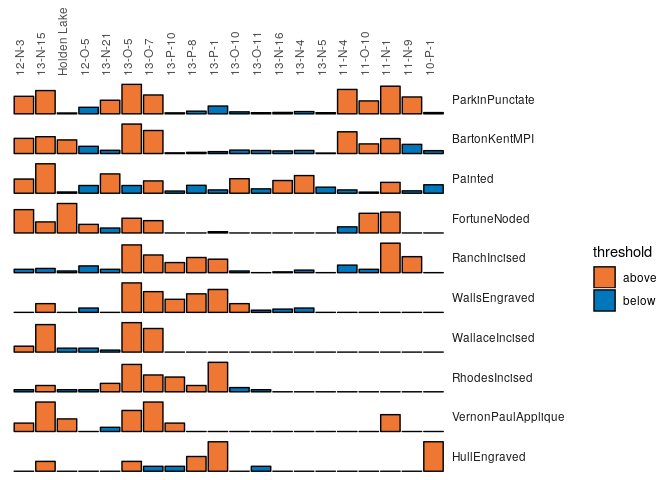 12-N-3
13-N-15
Holden Lake
12-O-5
13-N-21
13-O-5
13-O-7
13-P-10
13-P-8
13-P-1
13-O-10
13-O-11
13-N-16
13-N-4
13-N-5
11-N-4
11-O-10
11-N-1
11-N-9
10-P-1
ParkinPunctate
BartonKentMPI
Painted
FortuneNoded
RanchIncised
WallsEngraved
WallaceIncised
RhodesIncised
VernonPaulApplique
HullEngraved
threshold
above
below